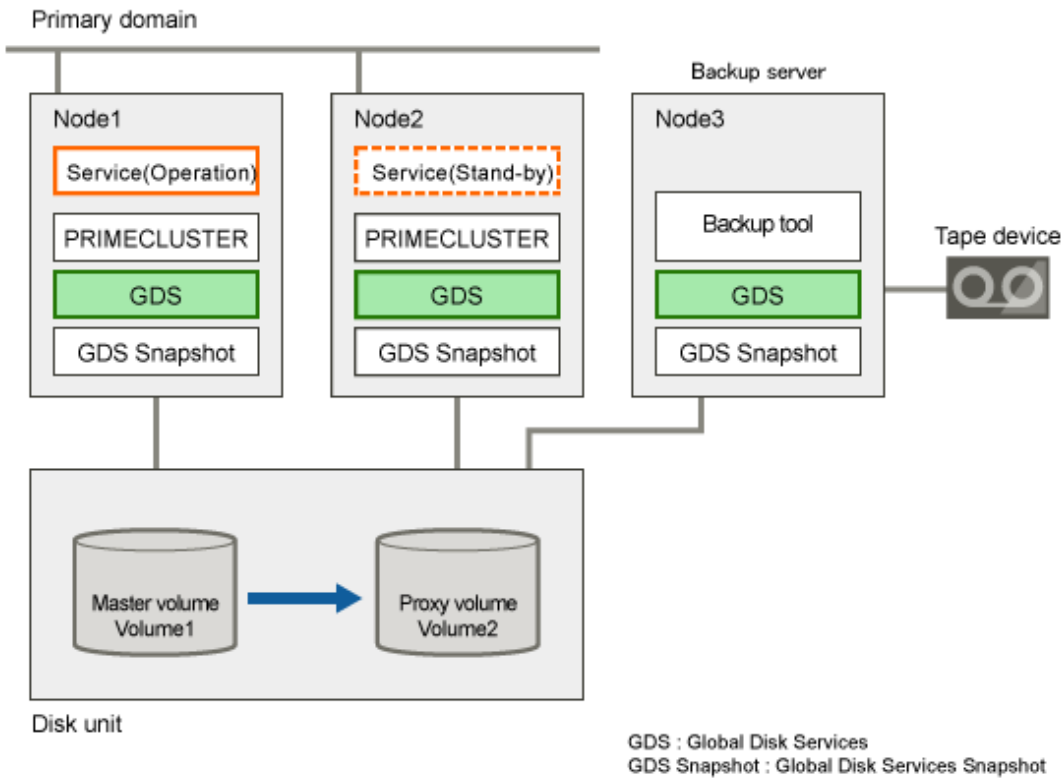 Primary domain
Backup server
Node1
Service(Operation)
PRIMECLUSTER
GDS
GDS Snapshot
Node2
Service(Stand-by)
PRIMECLUSTER
GDS
GDS Snapshot
Node3
Backup tool
GDS
GDS Snapshot
Tape device
Master volume
Volume1
Proxy volume
Volume2
Disk unit
GDS : Global Disk Services
GDS Snapshot : Global Disk Services Snapshot